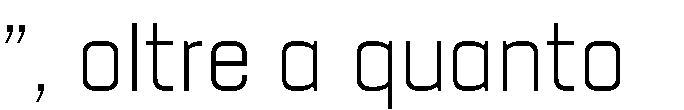 ”, oltre a quanto